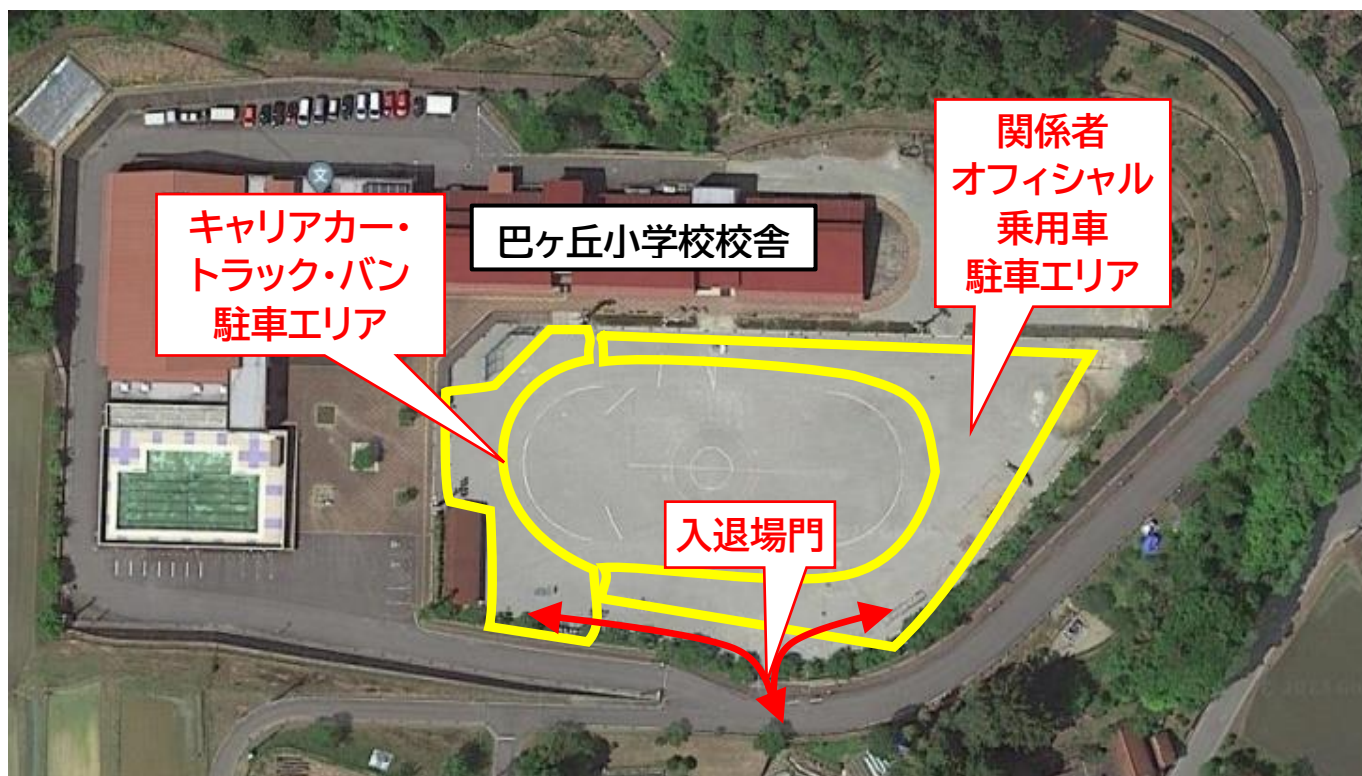 キャリアカー・
トラック・バン
駐車エリア
巴ヶ丘小学校校舎
関係者
オフィシャル
乗用車
駐車エリア
入退場門
文